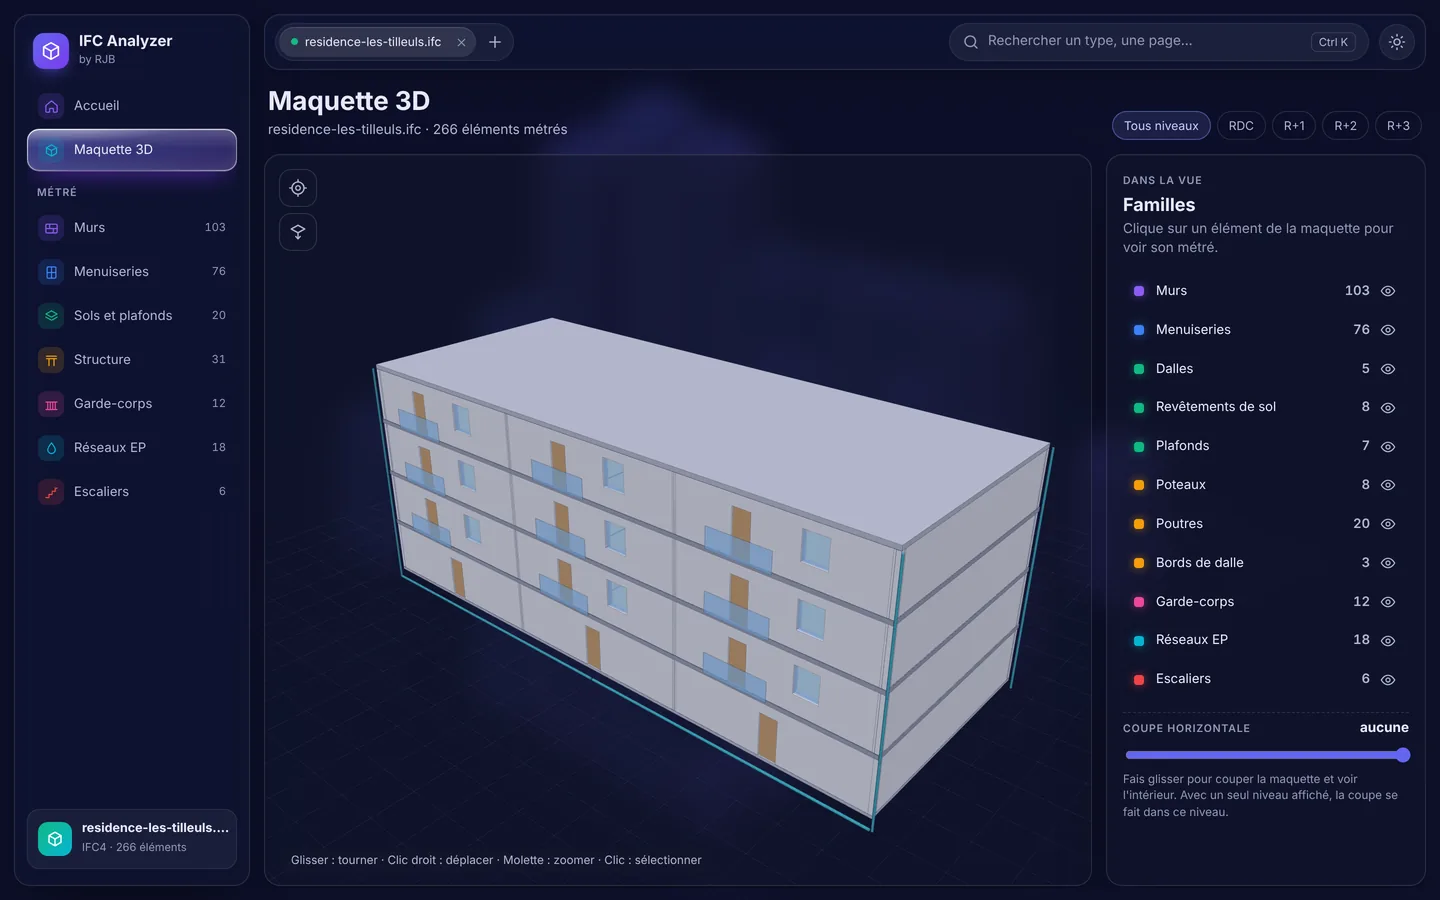 IFC Analyzer
by RJB
Accueil
Maquette 3D
MÉTRÉ
Murs 103
Menuiseries 76
Sols et plafonds 20
Structure 31
Garde-corps 12
Réseaux EP 18
Escaliers 6
residence-les-tilleuls....
IFC4 · 266 éléments
residence-les-tilleuls.ifc
Rechercher un type, une page...
Ctrl K
Maquette 3D
residence-les-tilleuls.ifc · 266 éléments métrés
Tous niveaux RDC R+1 R+2 R+3
Glisser : tourner · Clic droit : déplacer · Molette : zoomer · Clic : sélectionner
DANS LA VUE
Familles
Clique sur un élément de la maquette pour
voir son métré.
Murs 103
Menuiseries 76
Dalles 5
Revêtements de sol 8
Plafonds 7
Poteaux 8
Poutres 20
Bords de dalle 3
Garde-corps 12
Réseaux EP 18
Escaliers 6
COUPE HORIZONTALE aucune
Fais glisser pour couper la maquette et voir
l'intérieur. Avec un seul niveau affiché, la coupe se
fait dans ce niveau.